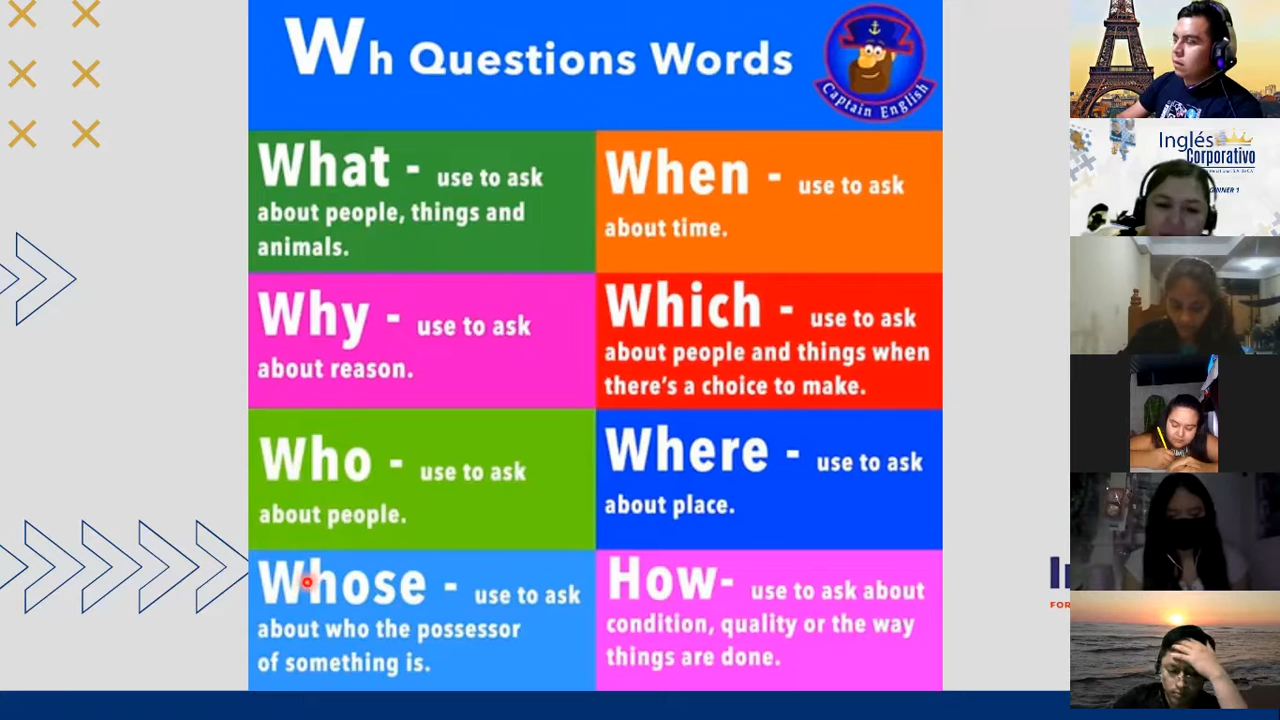 Wh Questions Words
Captain English
What - use to ask
about people, things and
animals.
When - use to ask
about time.
Why - use to ask
about reason.
Which - use to ask
about people and things when
there's a choice to make.
Who - use to ask
about people.
Where - use to ask
about place.
Whose - use to ask
about who the possessor
of something is.
How- use to ask about
condition, quality or the way
things are done.
Inglés
Corporativo
FOR